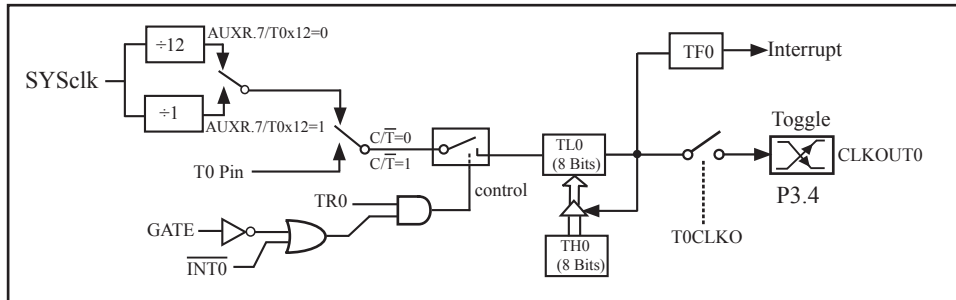 AUXR.7/T0x12=0
÷12
SYSclk
÷1
AUXR.7/T0x12=1
T0 Pin
C/T̅=0
C/T̅=1
TR0
GATE
I̅N̅T̅0̅
control
TL0
(8 Bits)
TH0
(8 Bits)
TF0
Interrupt
Toggle
CLKOUT0
P3.4
T0CLKO